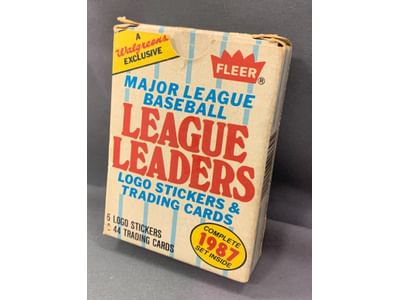 A
Walgreens
EXCLUSIVE
FLEER®
MAJOR LEAGUE
BASEBALL
LEAGUE
LEADERS
LOGO STICKERS &
TRADING CARDS
6 LOGO STICKERS
44 TRADING CARDS
COMPLETE
1987
SET INSIDE